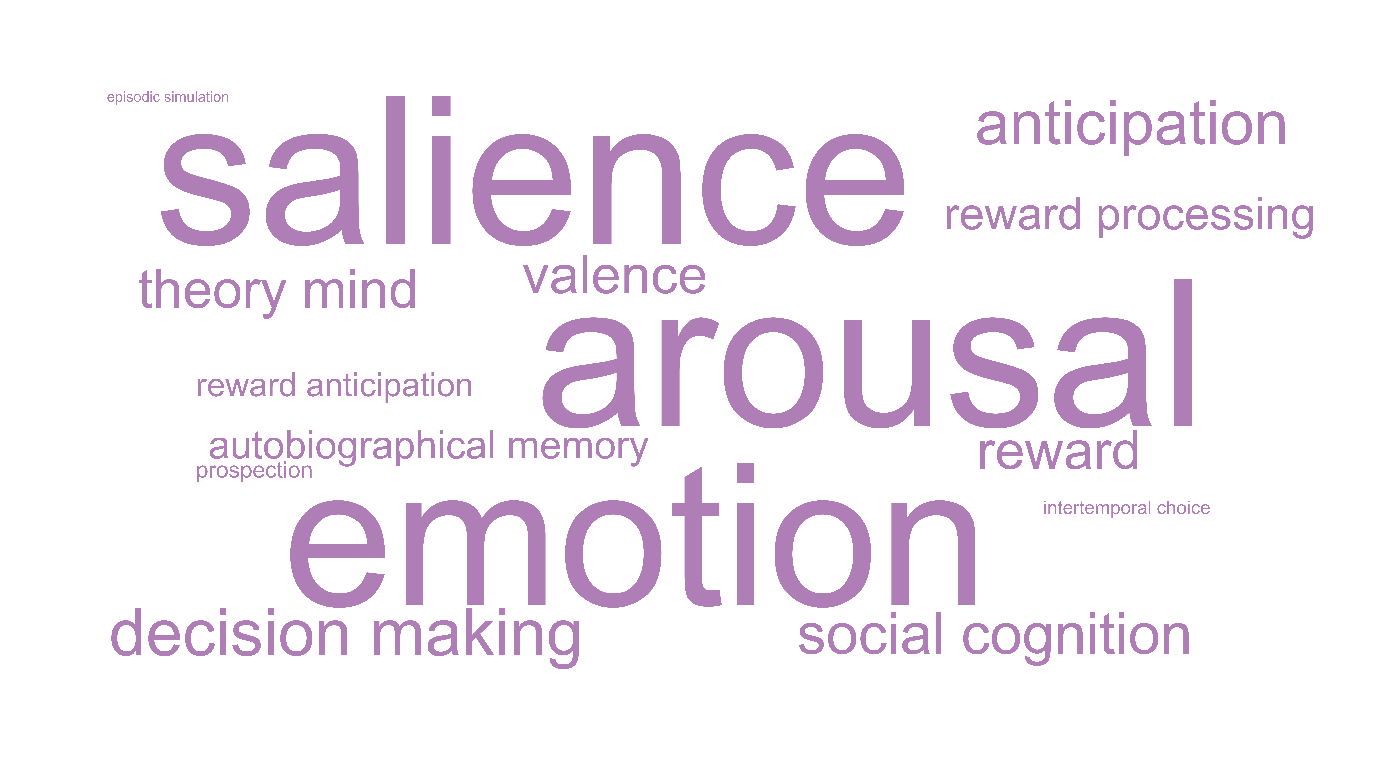 episodic simulation
salience
anticipation
reward processing
theory mind
valence
arousal
reward anticipation
autobiographical memory
reward
prospection
emotion
intertemporal choice
decision making
social cognition